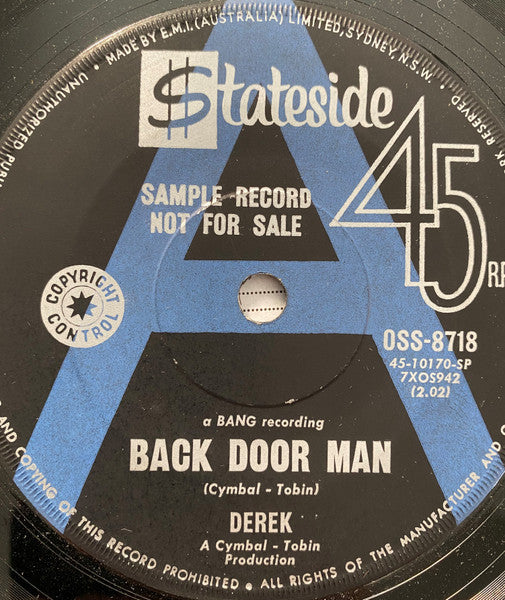 MADE BY E.M.I. (AUSTRALIA) LIMITED, SYDNEY, N.S.W.
Stateside
45
SAMPLE RECORD
NOT FOR SALE
COPYRIGHT
CONTROL
OSS-8718
45-10170-SP
7XOS942
(2.02)
a BANG recording
BACK DOOR MAN
(Cymbal - Tobin)
DEREK
A Cymbal - Tobin
Production
UNAUTHORIZED
AND COPYING OF THIS RECORD PROHIBITED • ALL RIGHTS OF THE MANUFACTURER AND
RESERVED